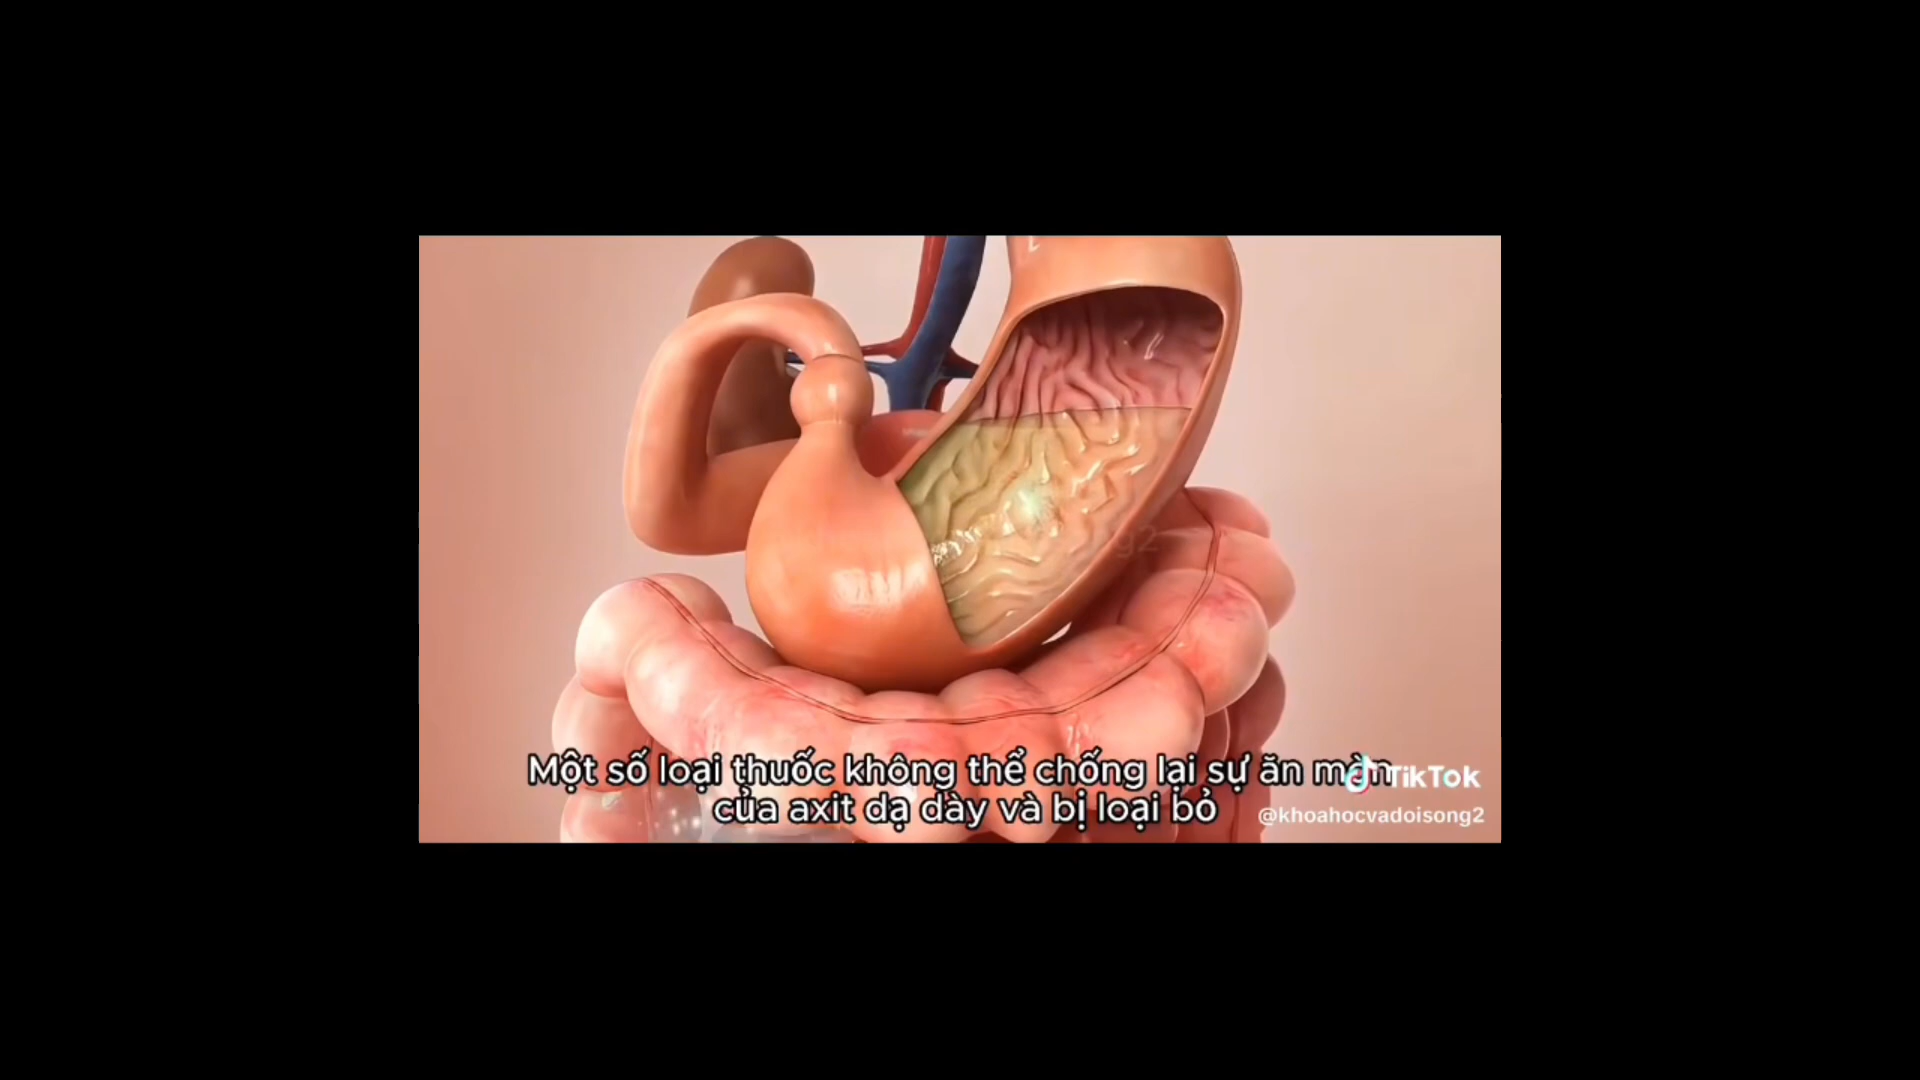 Một số loại thuốc không thể chống lại sự ăn mòn
của axit dạ dày và bị loại bỏ
TikTok
@khoahocvadoisong2